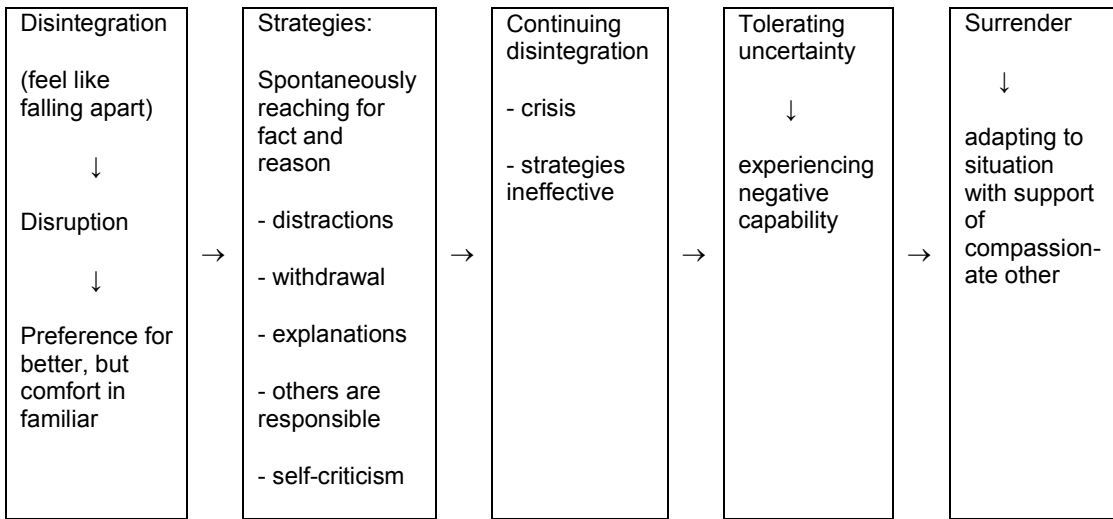 Disintegration
(feel like
falling apart)
↓
Disruption
↓
Preference for
better, but
comfort in
familiar
→
Strategies:
Spontaneously
reaching for
fact and
reason
- distractions
- withdrawal
- explanations
- others are
responsible
- self-criticism
→
Continuing
disintegration
- crisis
- strategies
ineffective
→
Tolerating
uncertainty
↓
experiencing
negative
capability
→
Surrender
↓
adapting to
situation
with support
of
compassion-
ate other